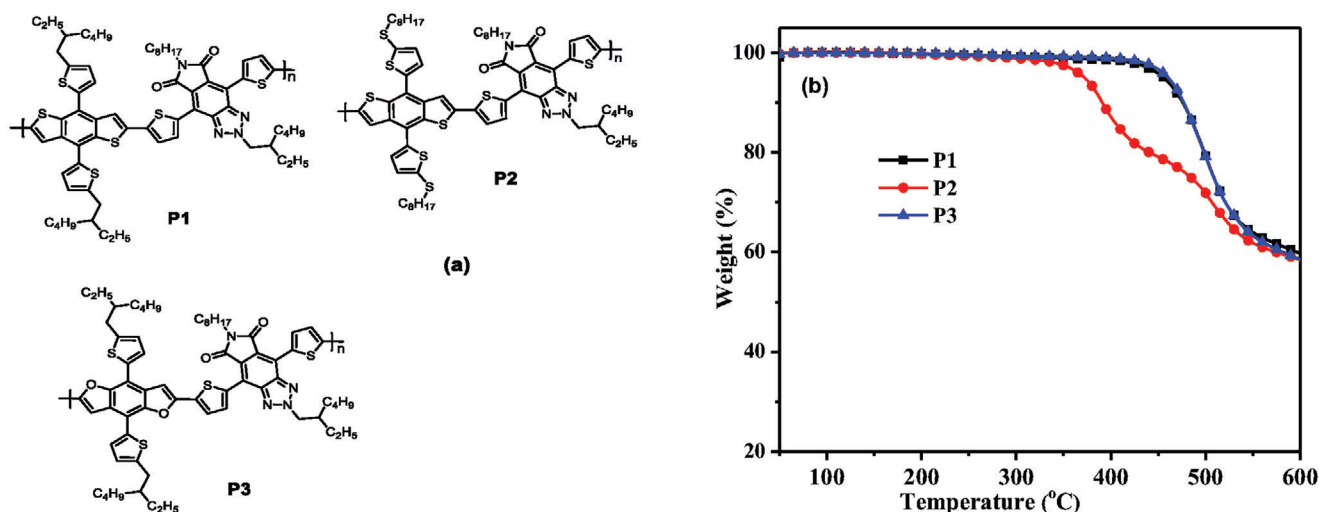 C₂H₅
C₄H₉
S
C₈H₁₇
N
O
O
S
n
S
S
S
N
N
N
C₄H₉
C₂H₅
S
C₄H₉
C₂H₅
P1
C₈H₁₇
S
S
C₈H₁₇
N
O
O
S
n
S
S
S
N
N
N
C₄H₉
C₂H₅
S
S
C₈H₁₇
P2
(a)
C₂H₅
C₄H₉
S
C₈H₁₇
N
O
O
S
n
O
O
S
N
N
N
C₄H₉
C₂H₅
S
C₄H₉
C₂H₅
P3
(b)
Weight (%)
100
80
60
40
20
P1
P2
P3
100
200
300
400
500
600
Temperature (°C)